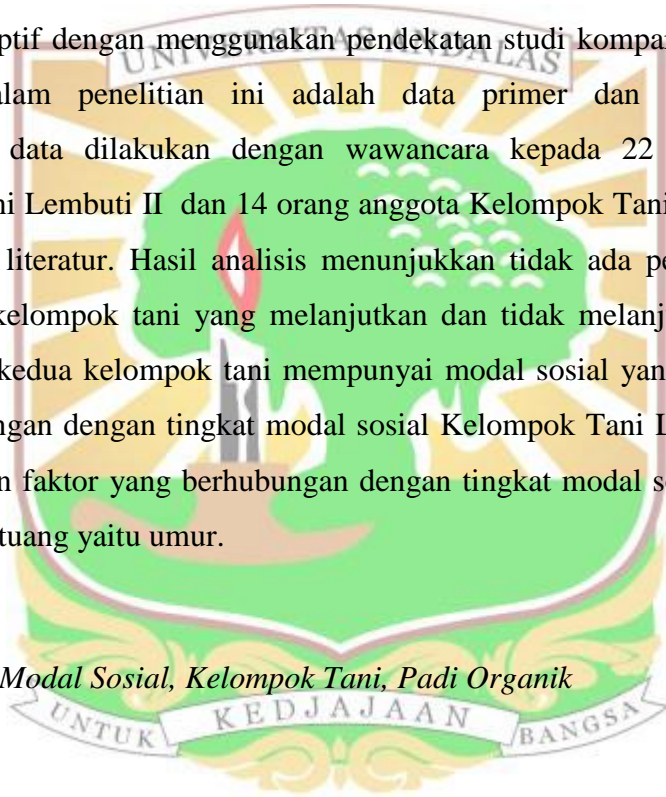 UNIVERSITAS ANDALAS
ptif dengan menggunakan pendekatan studi kompar
alam penelitian ini adalah data primer dan
data dilakukan dengan wawancara kepada 22
ni Lembuti II dan 14 orang anggota Kelompok Tani
literatur. Hasil analisis menunjukkan tidak ada pe
kelompok tani yang melanjutkan dan tidak melanj
kedua kelompok tani mempunyai modal sosial yan
ngan dengan tingkat modal sosial Kelompok Tani L
n faktor yang berhubungan dengan tingkat modal s
tuang yaitu umur.
Modal Sosial, Kelompok Tani, Padi Organik
UNTUK KEDJAJAAN BANGSA